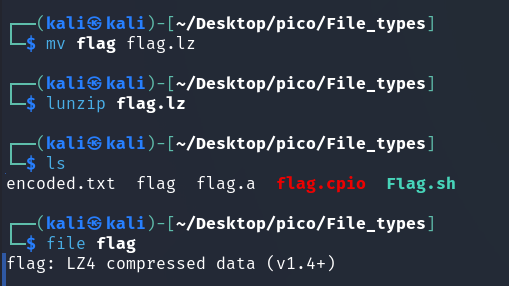 ┌──(kali㉿kali)-[~/Desktop/pico/File_types]
└─$ mv flag flag.lz
┌──(kali㉿kali)-[~/Desktop/pico/File_types]
└─$ lunzip flag.lz
┌──(kali㉿kali)-[~/Desktop/pico/File_types]
└─$ ls
encoded.txt  flag  flag.a  flag.cpio  Flag.sh
┌──(kali㉿kali)-[~/Desktop/pico/File_types]
└─$ file flag
flag: LZ4 compressed data (v1.4+)